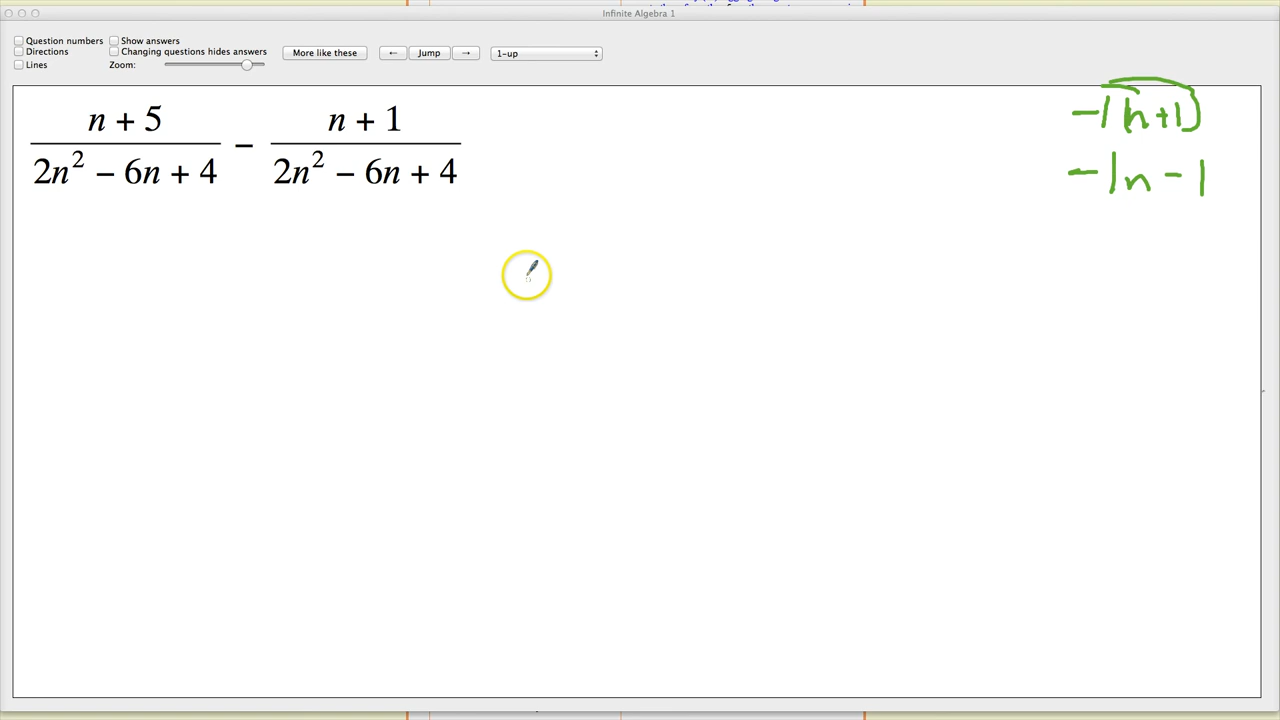 Infinite Algebra 1
Question numbers Show answers
Directions Changing questions hides answers
Lines Zoom:
More like these ← Jump → 1-up
n + 5 / 2n² − 6n + 4 − n + 1 / 2n² − 6n + 4
−1(n+1)
−1n − 1